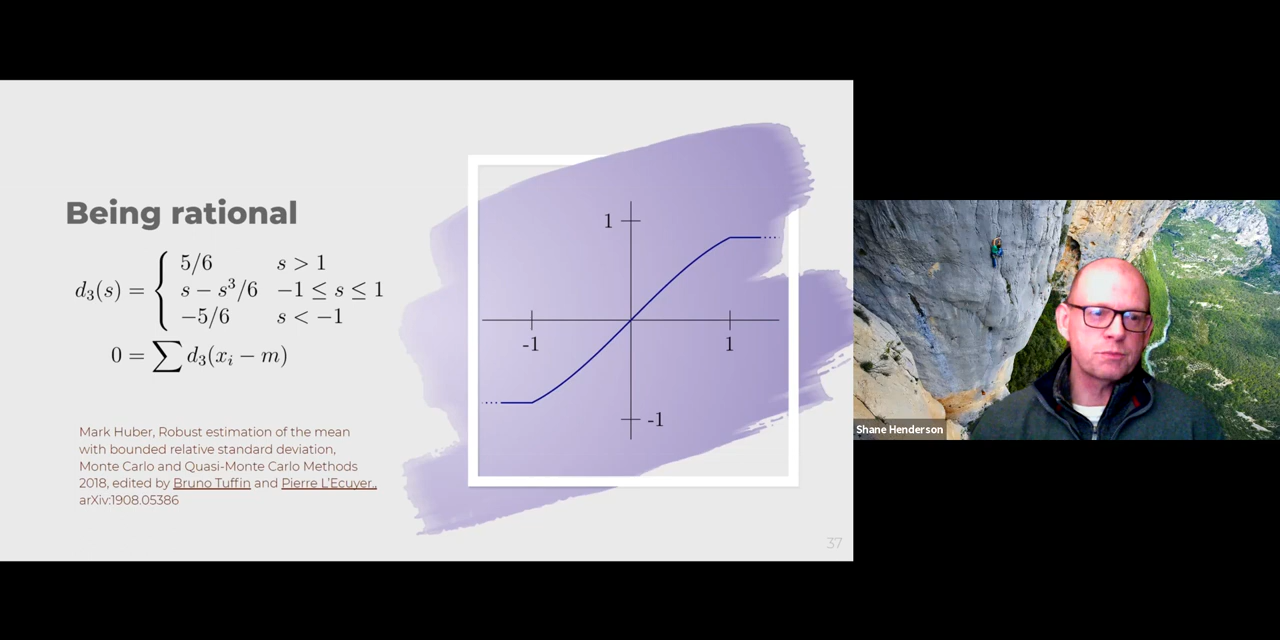 Being rational
d₃(s) = { 5/6 s > 1
s − s³/6 −1 ≤ s ≤ 1
−5/6 s < −1
0 = ∑ d₃(xᵢ − m)
Mark Huber, Robust estimation of the mean
with bounded relative standard deviation,
Monte Carlo and Quasi-Monte Carlo Methods
2018, edited by Bruno Tuffin and Pierre L'Ecuyer.,
arXiv:1908.05386
1
-1
1
-1
37
Shane Henderson